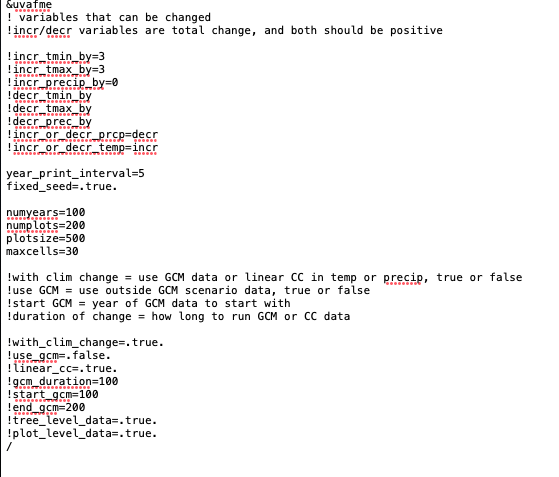 &uvafme
! variables that can be changed
!incr/decr variables are total change, and both should be positive
!incr_tmin_by=3
!incr_tmax_by=3
!incr_precip_by=0
!decr_tmin_by
!decr_tmax_by
!decr_prec_by
!incr_or_decr_prcp=decr
!incr_or_decr_temp=incr
year_print_interval=5
fixed_seed=.true.
numyears=100
numplots=200
plotsize=500
maxcells=30
!with clim change = use GCM data or linear CC in temp or precip, true or false
!use GCM = use outside GCM scenario data, true or false
!start GCM = year of GCM data to start with
!duration of change = how long to run GCM or CC data
!with_clim_change=.true.
!use_gcm=.false.
!linear_cc=.true.
!gcm_duration=100
!start_gcm=100
!end_gcm=200
!tree_level_data=.true.
!plot_level_data=.true.
/